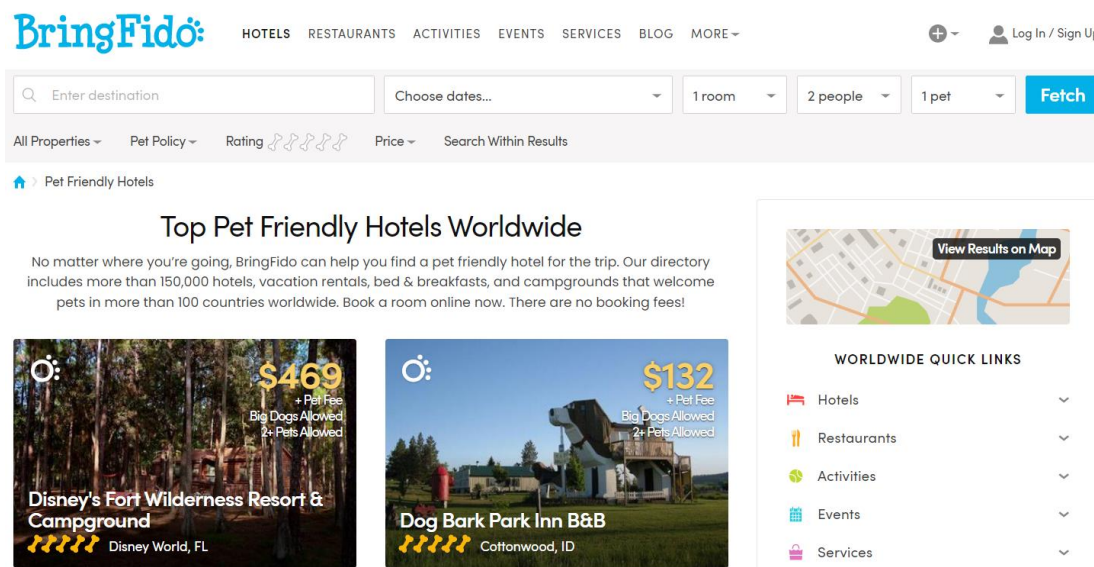 BringFido
HOTELS RESTAURANTS ACTIVITIES EVENTS SERVICES BLOG MORE
Log In / Sign Up
Enter destination
Choose dates...
1 room
2 people
1 pet
Fetch
All Properties
Pet Policy
Rating
Price
Search Within Results
Pet Friendly Hotels
Top Pet Friendly Hotels Worldwide
No matter where you're going, BringFido can help you find a pet friendly hotel for the trip. Our directory
includes more than 150,000 hotels, vacation rentals, bed & breakfasts, and campgrounds that welcome
pets in more than 100 countries worldwide. Book a room online now. There are no booking fees!
$469
+ Pet Fee
Big Dogs Allowed
2+ Pets Allowed
Disney's Fort Wilderness Resort &
Campground
Disney World, FL
$132
+ Pet Fee
Big Dogs Allowed
2+ Pets Allowed
Dog Bark Park Inn B&B
Cottonwood, ID
View Results on Map
WORLDWIDE QUICK LINKS
Hotels
Restaurants
Activities
Events
Services